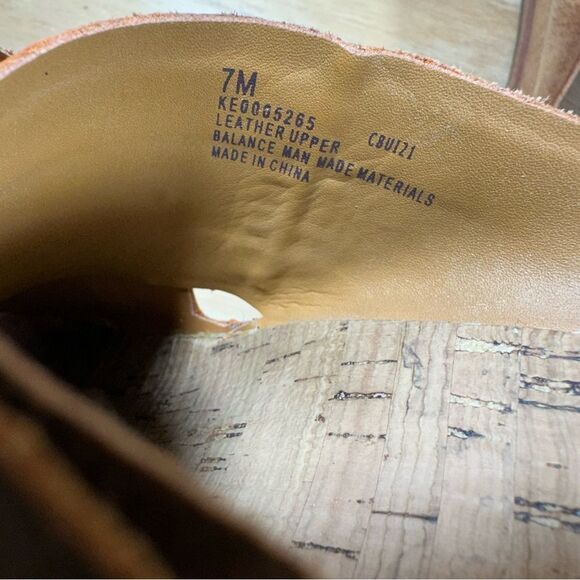 7M
KE0005265 CBU121
LEATHER UPPER
BALANCE MAN MADE MATERIALS
MADE IN CHINA